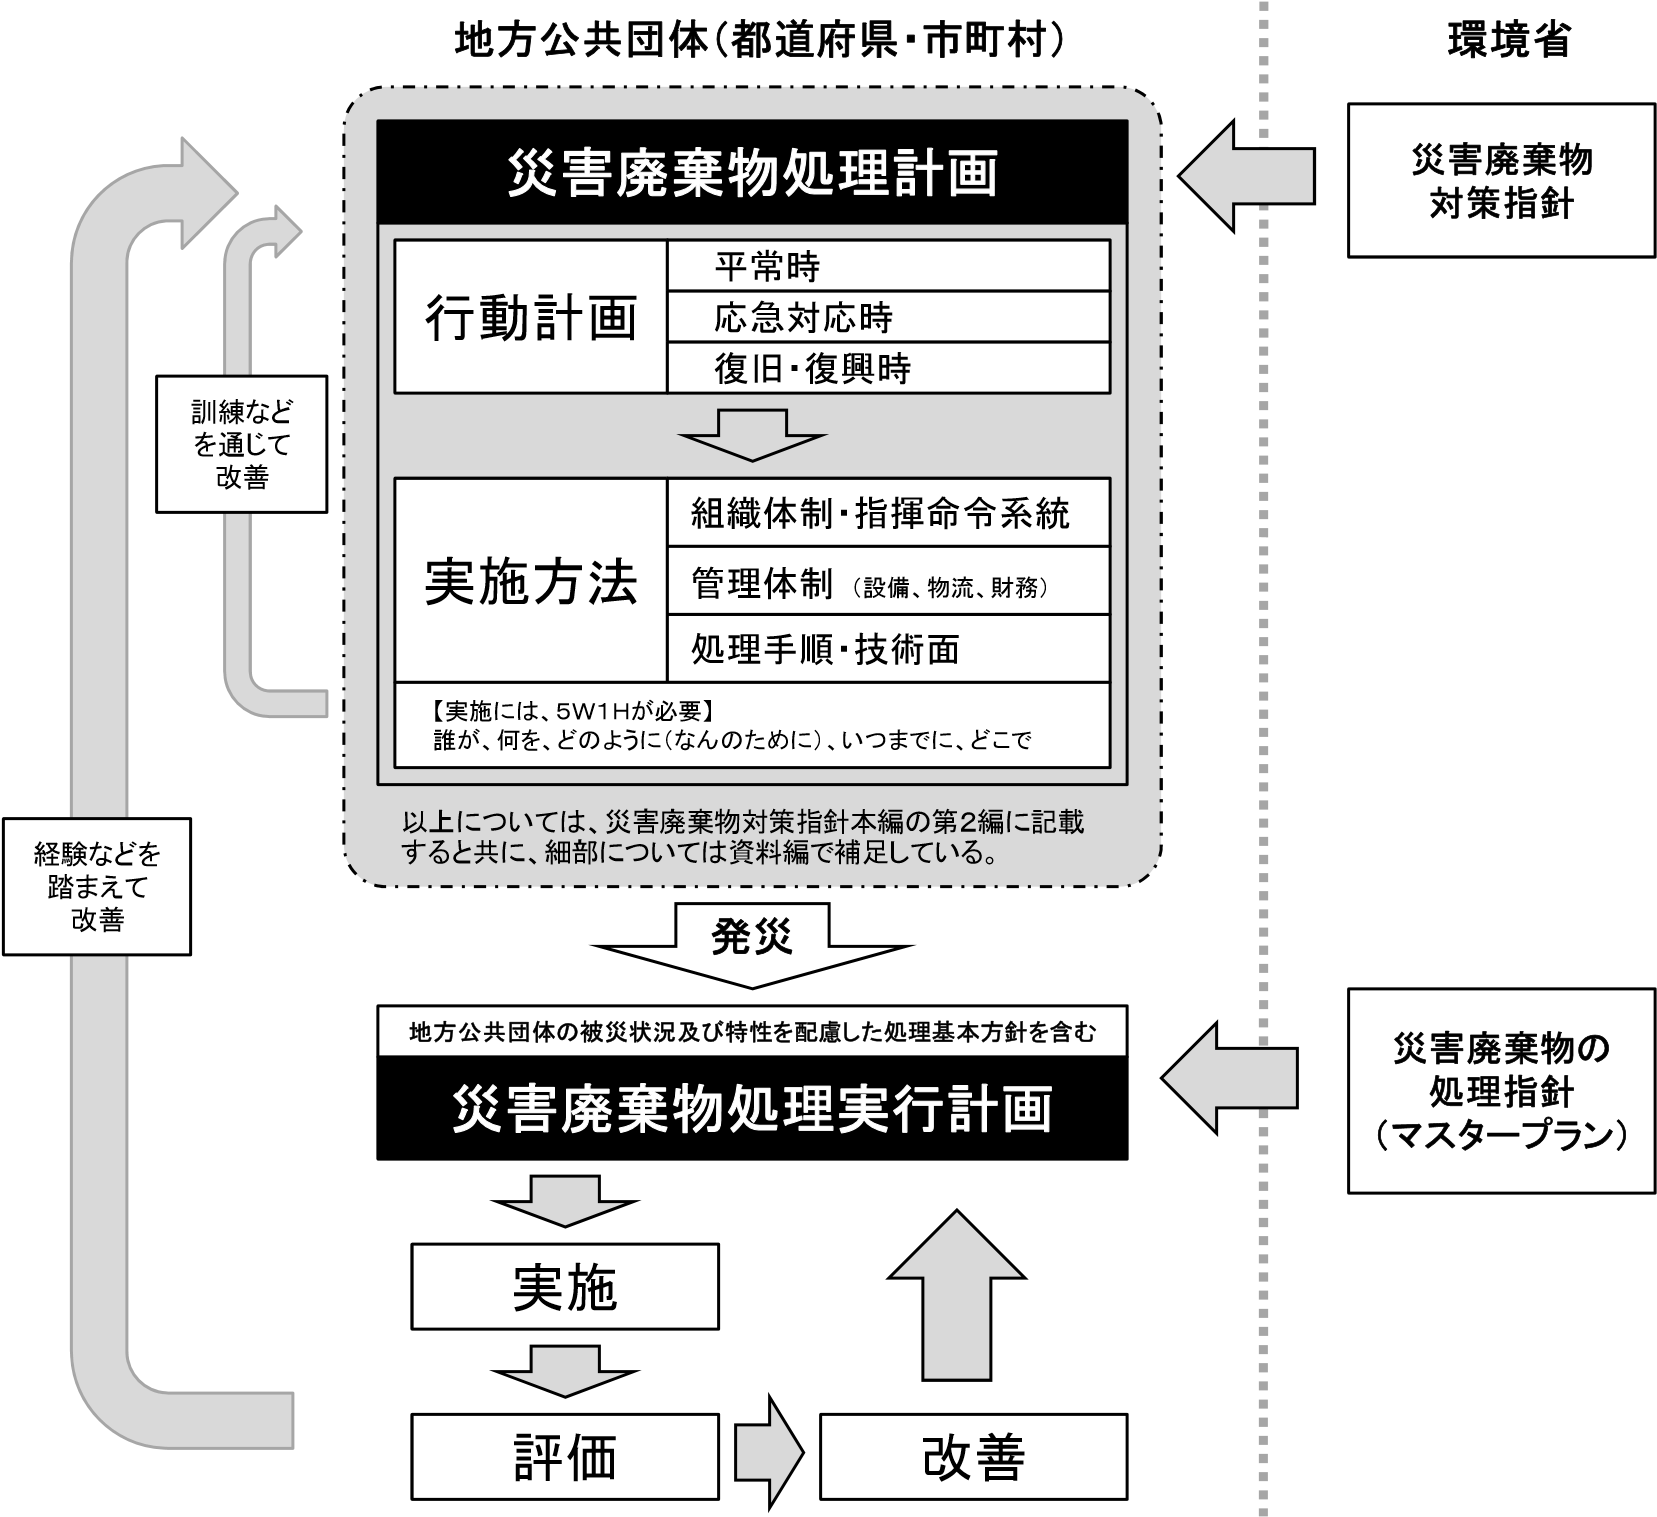 地方公共団体（都道府県・市町村）
環境省
災害廃棄物処理計画
災害廃棄物
対策指針
行動計画
平常時
応急対応時
復旧・復興時
訓練など
を通じて
改善
実施方法
組織体制・指揮命令系統
管理体制（設備、物流、財務）
処理手順・技術面
【実施には、５Ｗ１Ｈが必要】
誰が、何を、どのように（なんのために）、いつまでに、どこで
以上については、災害廃棄物対策指針本編の第２編に記載
すると共に、細部については資料編で補足している。
経験などを
踏まえて
改善
発災
地方公共団体の被災状況及び特性を配慮した処理基本方針を含む
災害廃棄物処理実行計画
災害廃棄物の
処理指針
（マスタープラン）
実施
評価
改善